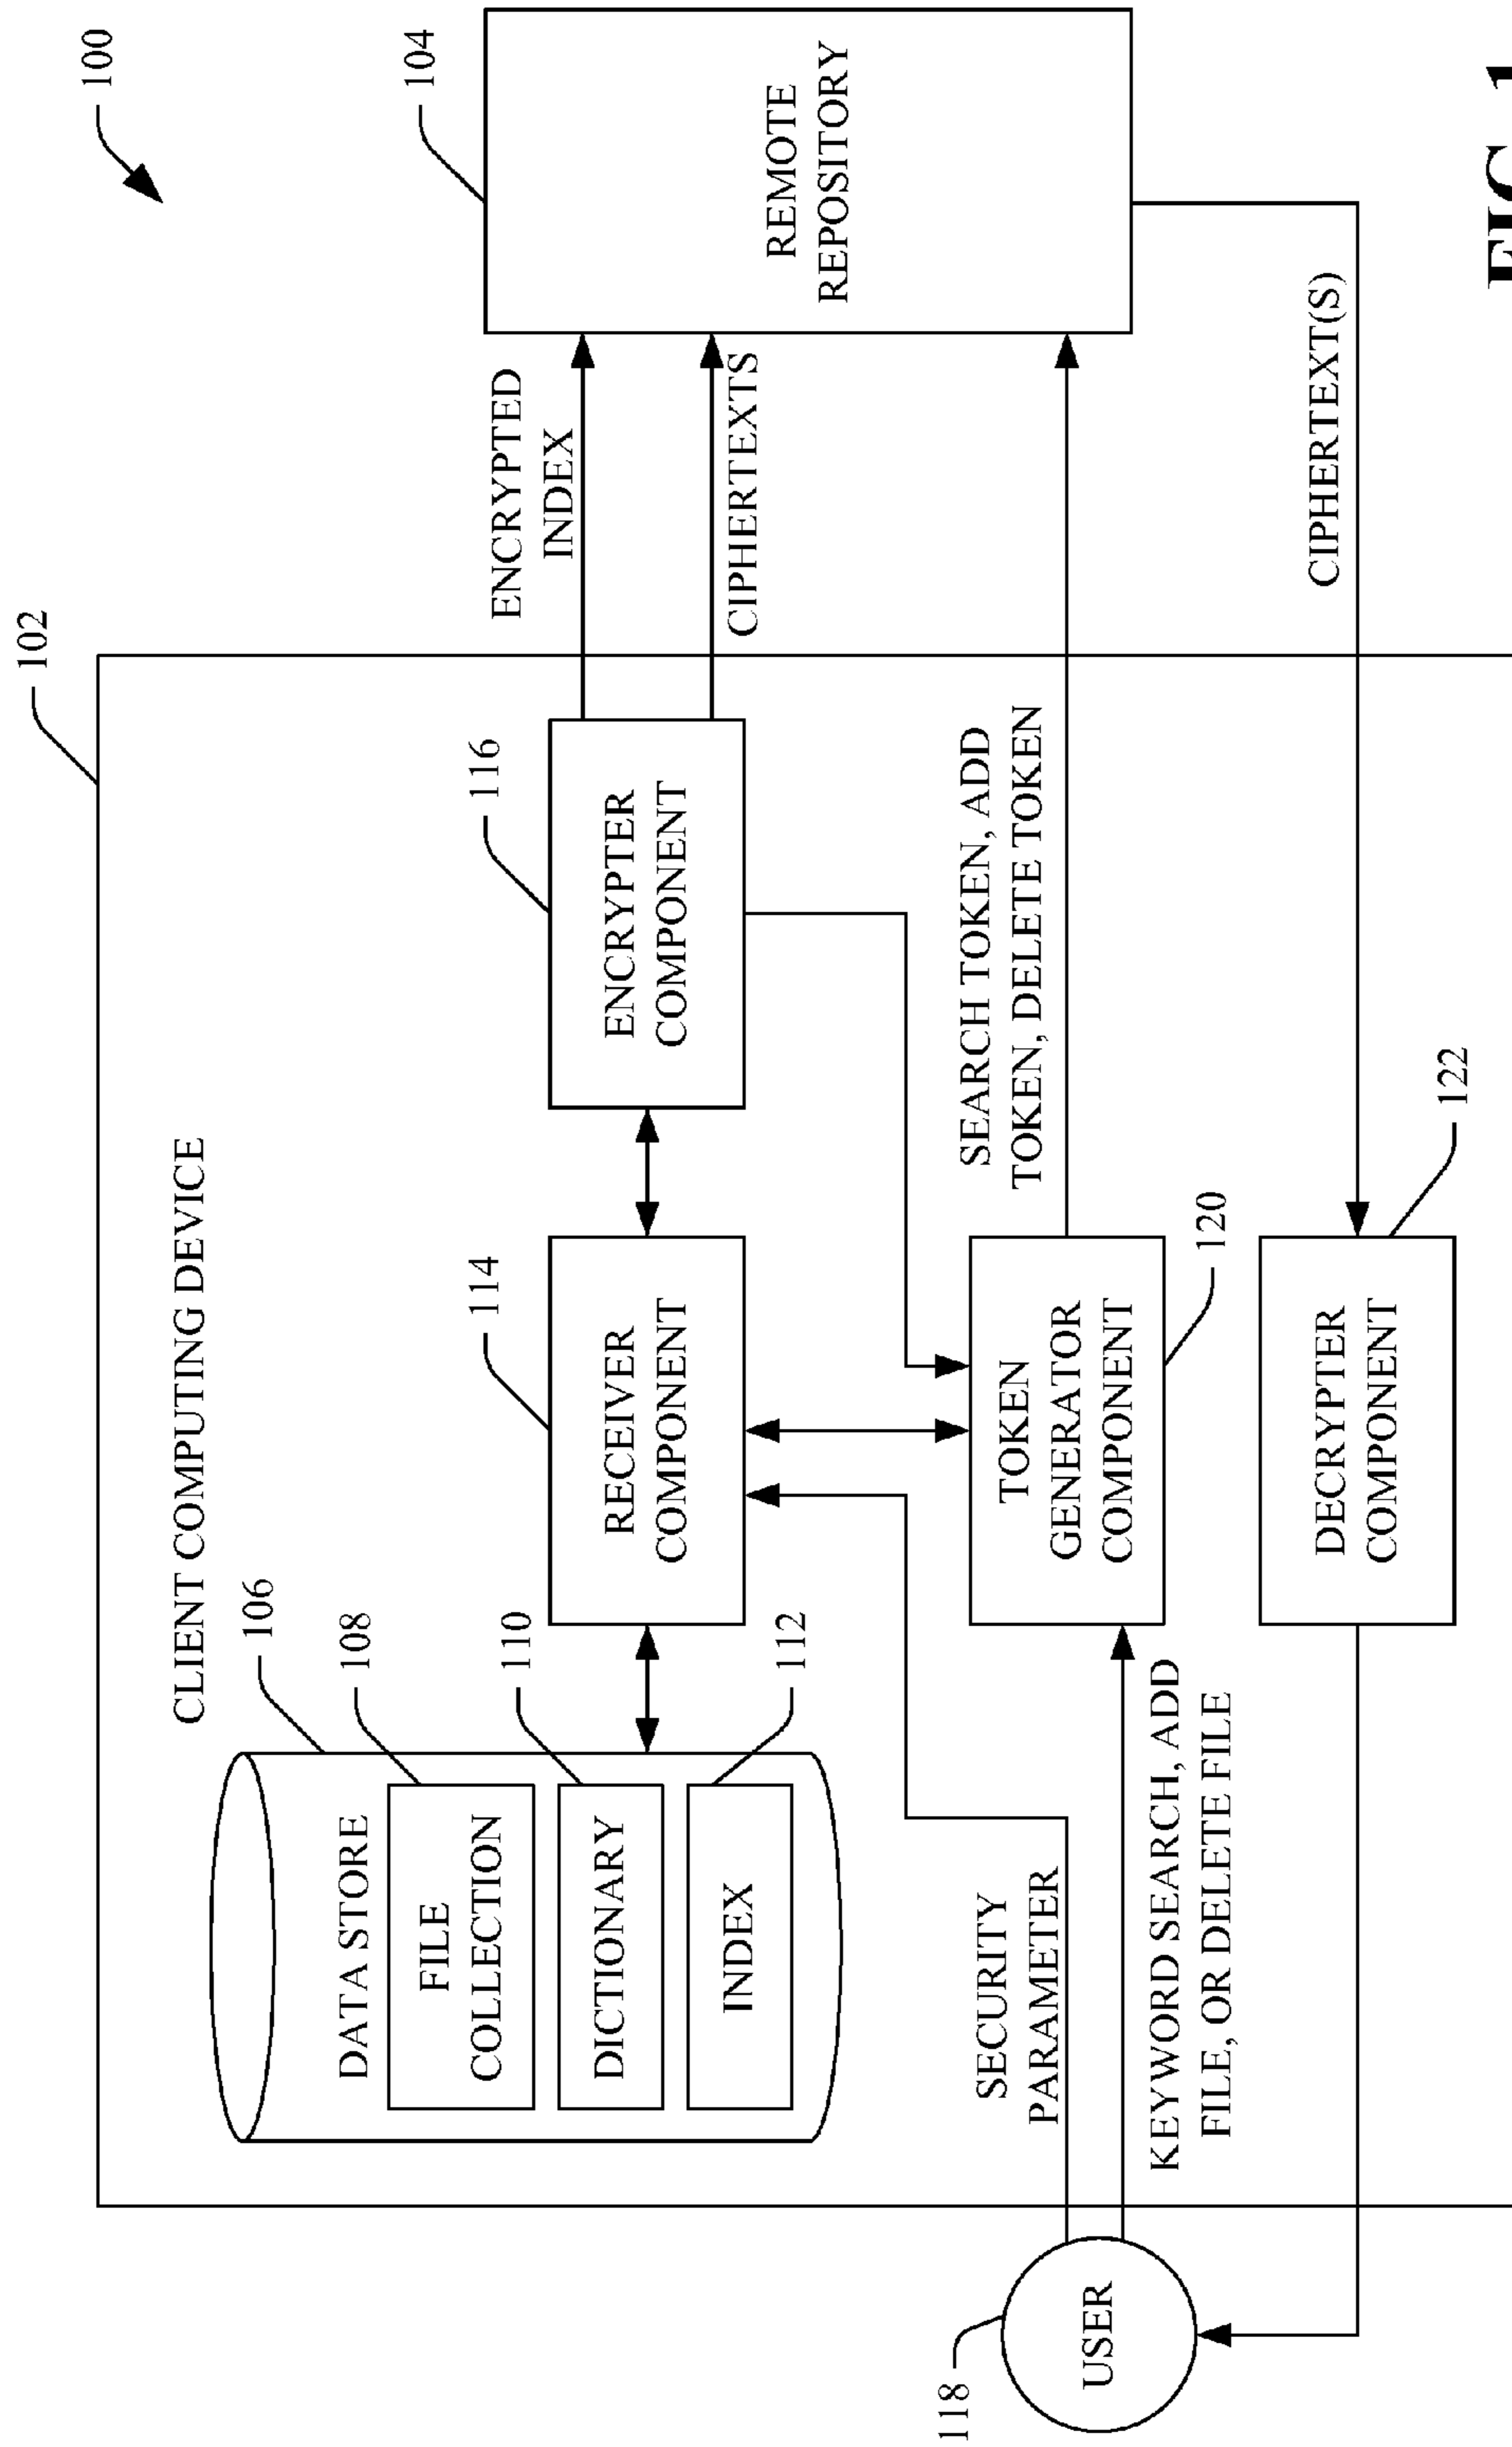 100
102
104
CLIENT COMPUTING DEVICE
106
DATA STORE
108
FILE
COLLECTION
110
DICTIONARY
112
INDEX
114
RECEIVER
COMPONENT
116
ENCRYPTER
COMPONENT
ENCRYPTED
INDEX
CIPHERTEXTS
REMOTE
REPOSITORY
SECURITY
PARAMETER
118
USER
KEYWORD SEARCH, ADD
FILE, OR DELETE FILE
TOKEN
GENERATOR
COMPONENT
120
SEARCH TOKEN, ADD
TOKEN, DELETE TOKEN
DECRYPTER
COMPONENT
122
CIPHERTEXT(S)